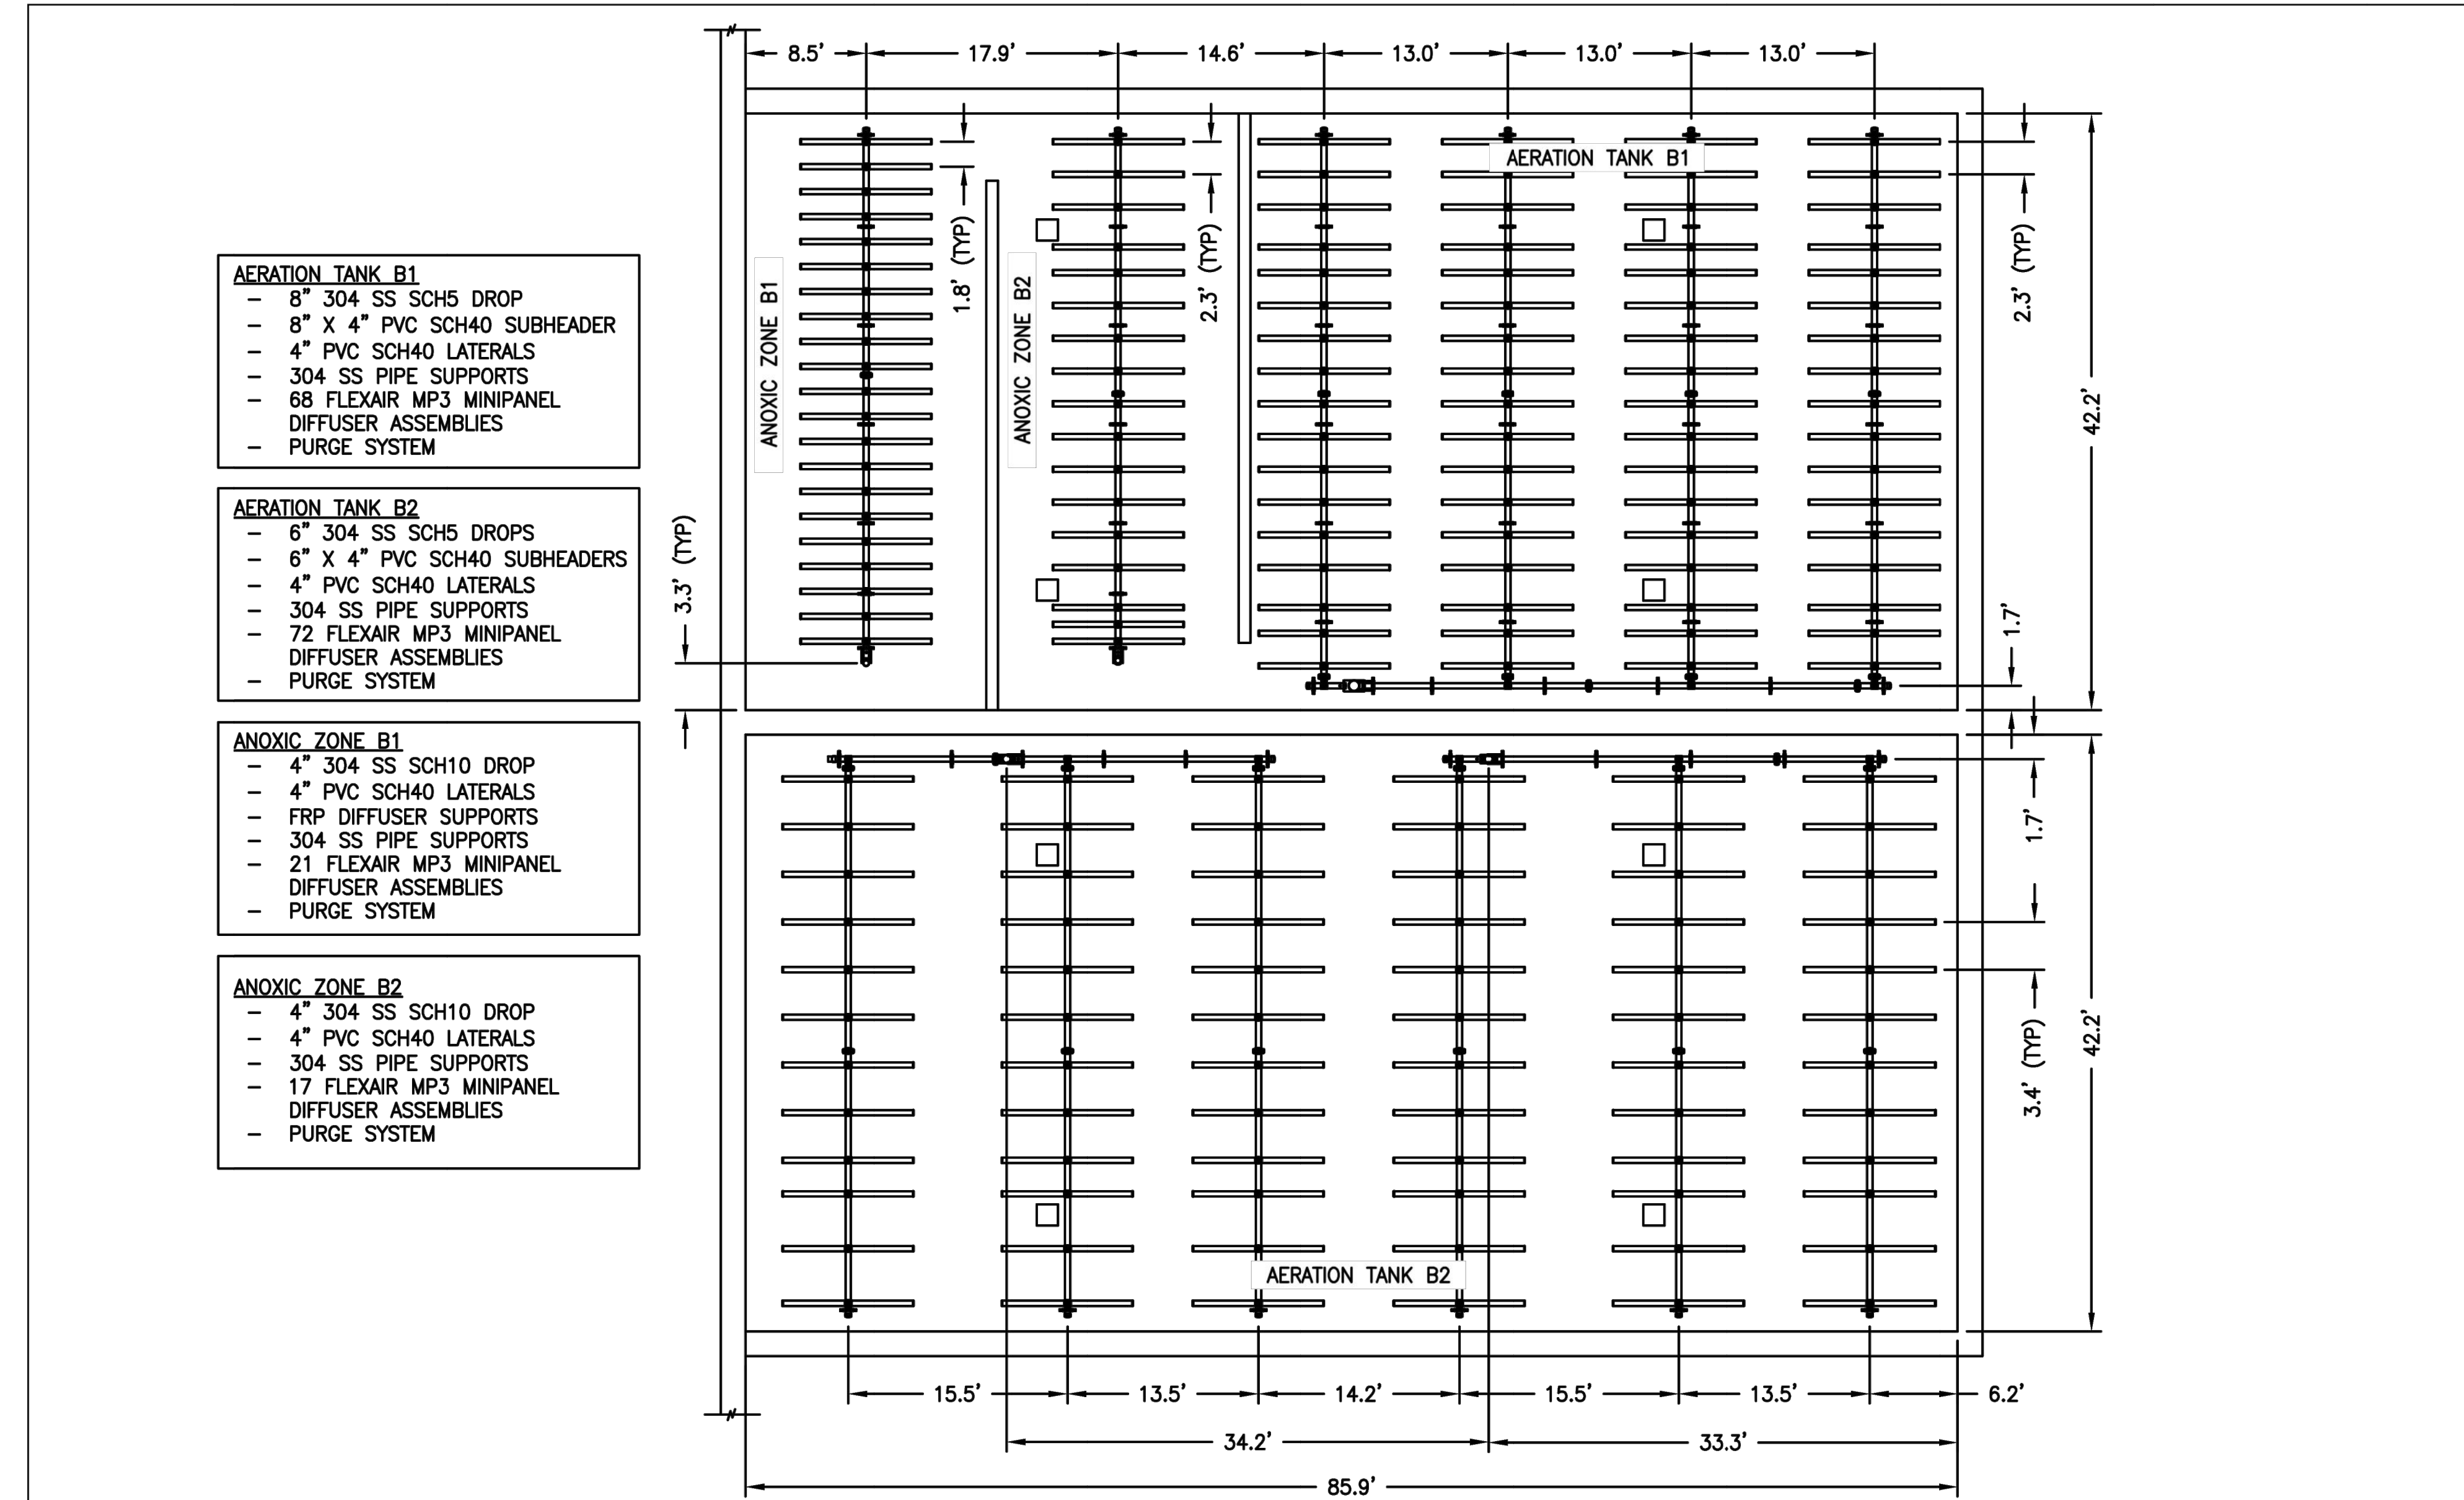 8.5' 17.9' 14.6' 13.0' 13.0' 13.0'
AERATION TANK B1
- 8" 304 SS SCH5 DROP
- 8" X 4" PVC SCH40 SUBHEADER
- 4" PVC SCH40 LATERALS
- 304 SS PIPE SUPPORTS
- 68 FLEXAIR MP3 MINIPANEL
DIFFUSER ASSEMBLIES
- PURGE SYSTEM
AERATION TANK B2
- 6" 304 SS SCH5 DROPS
- 6" X 4" PVC SCH40 SUBHEADERS
- 4" PVC SCH40 LATERALS
- 304 SS PIPE SUPPORTS
- 72 FLEXAIR MP3 MINIPANEL
DIFFUSER ASSEMBLIES
- PURGE SYSTEM
ANOXIC ZONE B1
- 4" 304 SS SCH10 DROP
- 4" PVC SCH40 LATERALS
- FRP DIFFUSER SUPPORTS
- 304 SS PIPE SUPPORTS
- 21 FLEXAIR MP3 MINIPANEL
DIFFUSER ASSEMBLIES
- PURGE SYSTEM
ANOXIC ZONE B2
- 4" 304 SS SCH10 DROP
- 4" PVC SCH40 LATERALS
- 304 SS PIPE SUPPORTS
- 17 FLEXAIR MP3 MINIPANEL
DIFFUSER ASSEMBLIES
- PURGE SYSTEM
3.3' (TYP)
ANOXIC ZONE B1
1.8' (TYP)
ANOXIC ZONE B2
2.3' (TYP)
AERATION TANK B1
2.3' (TYP)
42.2'
1.7'
1.7'
3.4' (TYP)
42.2'
AERATION TANK B2
15.5' 13.5' 14.2' 15.5' 13.5' 6.2'
34.2' 33.3'
85.9'